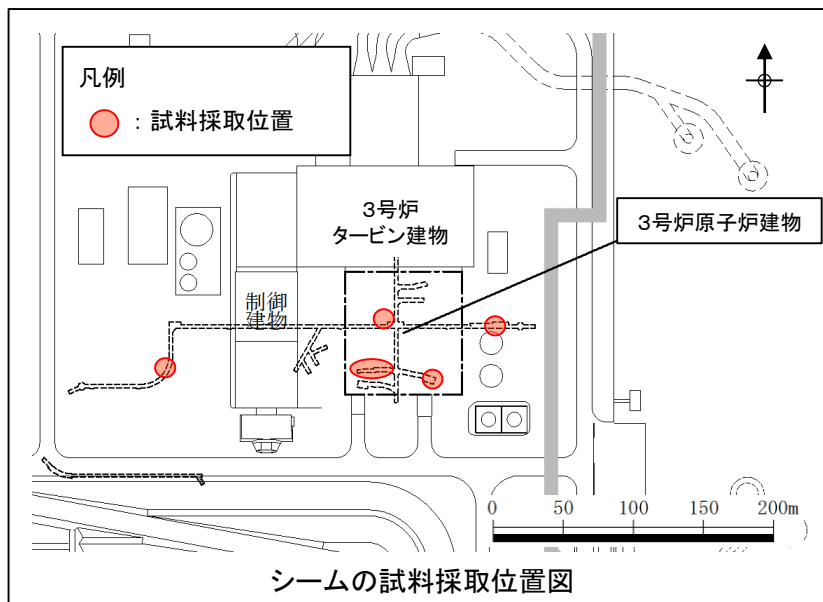 凡例
：試料採取位置
３号炉
タービン建物
３号炉原子炉建物
制御
建物
0 50 100 150 200m
シームの試料採取位置図